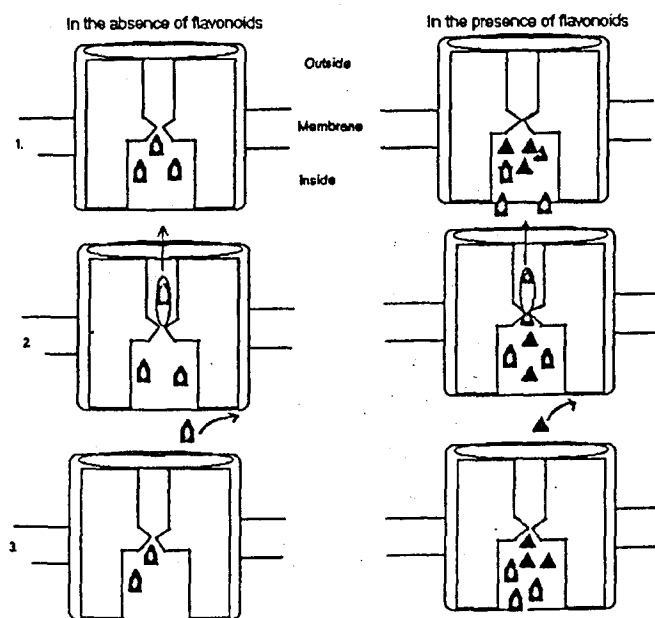 In the absence of flavonoids
In the presence of flavonoids
Outside
Membrane
1.
Inside
2.
3.